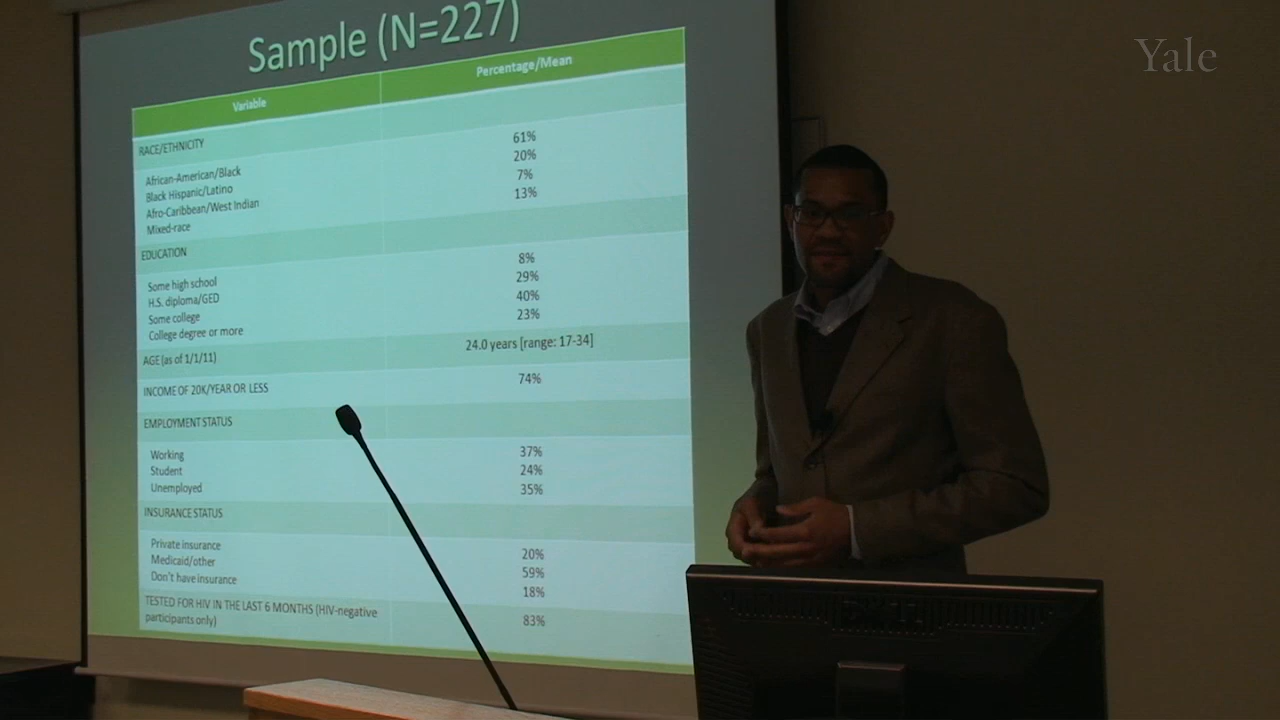 Yale
Sample (N=227)
Variable Percentage/Mean
RACE/ETHNICITY
African-American/Black 61%
Black Hispanic/Latino 20%
Afro-Caribbean/West Indian 7%
Mixed-race 13%
EDUCATION
Some high school 8%
H.S. diploma/GED 29%
Some college 40%
College degree or more 23%
AGE (as of 1/1/11) 24.0 years [range: 17-34]
INCOME OF 20K/YEAR OR LESS 74%
EMPLOYMENT STATUS
Working 37%
Student 24%
Unemployed 35%
INSURANCE STATUS
Private insurance 20%
Medicaid/other 59%
Don't have insurance 18%
TESTED FOR HIV IN THE LAST 6 MONTHS (HIV-negative
participants only) 83%